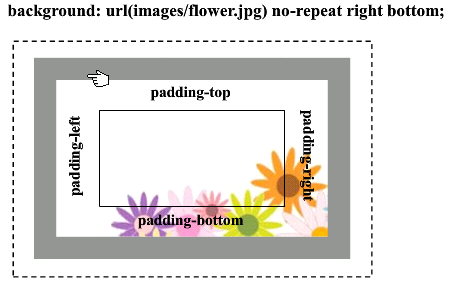 background: url(images/flower.jpg) no-repeat right bottom;
padding-top
padding-left
padding-right
padding-bottom